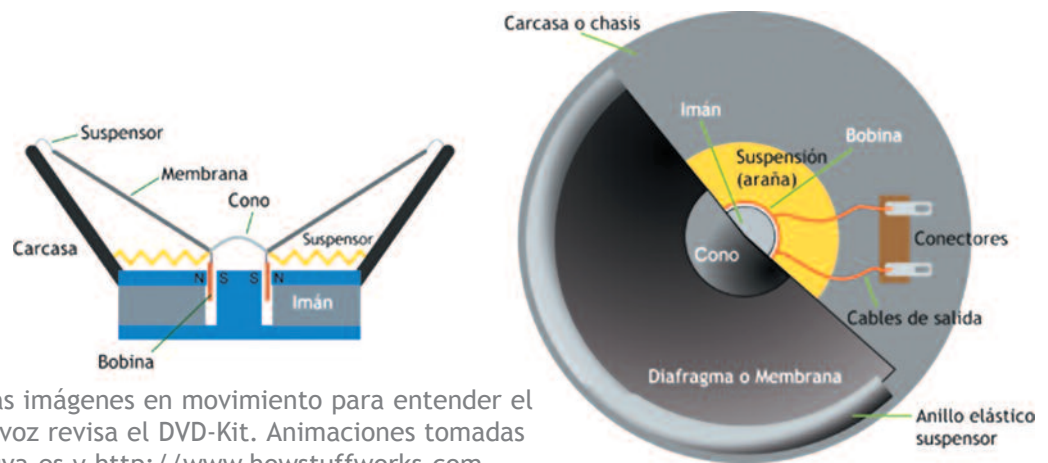 Suspensor
Membrana
Cono
Suspensor
Carcasa
N S S N
Imán
Bobina
as imágenes en movimiento para entender el
voz revisa el DVD-Kit. Animaciones tomadas
Carcasa o chasis
Imán
Bobina
Suspensión
(araña)
Cono
Conectores
Cables de salida
Diafragma o Membrana
Anillo elástico
suspensor